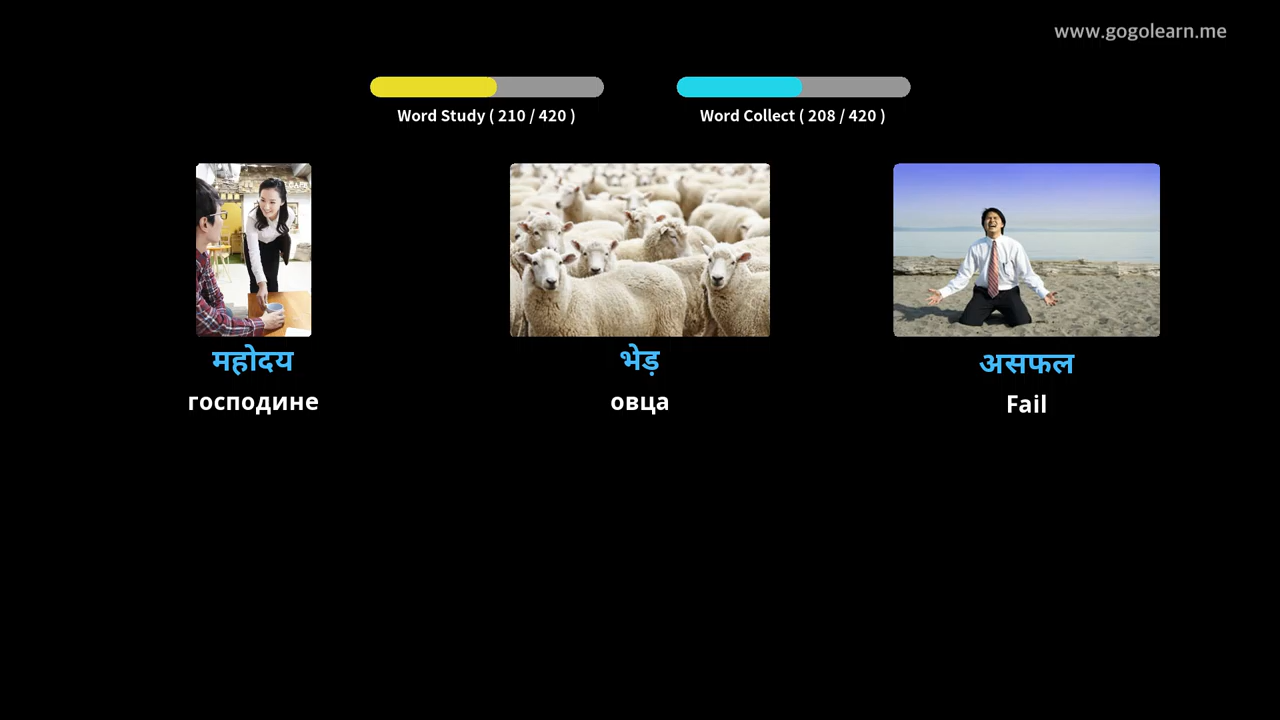 www.gogolearn.me
Word Study ( 210 / 420 )
Word Collect ( 208 / 420 )
महोदय
भेड़
असफल
господине
овца
Fail